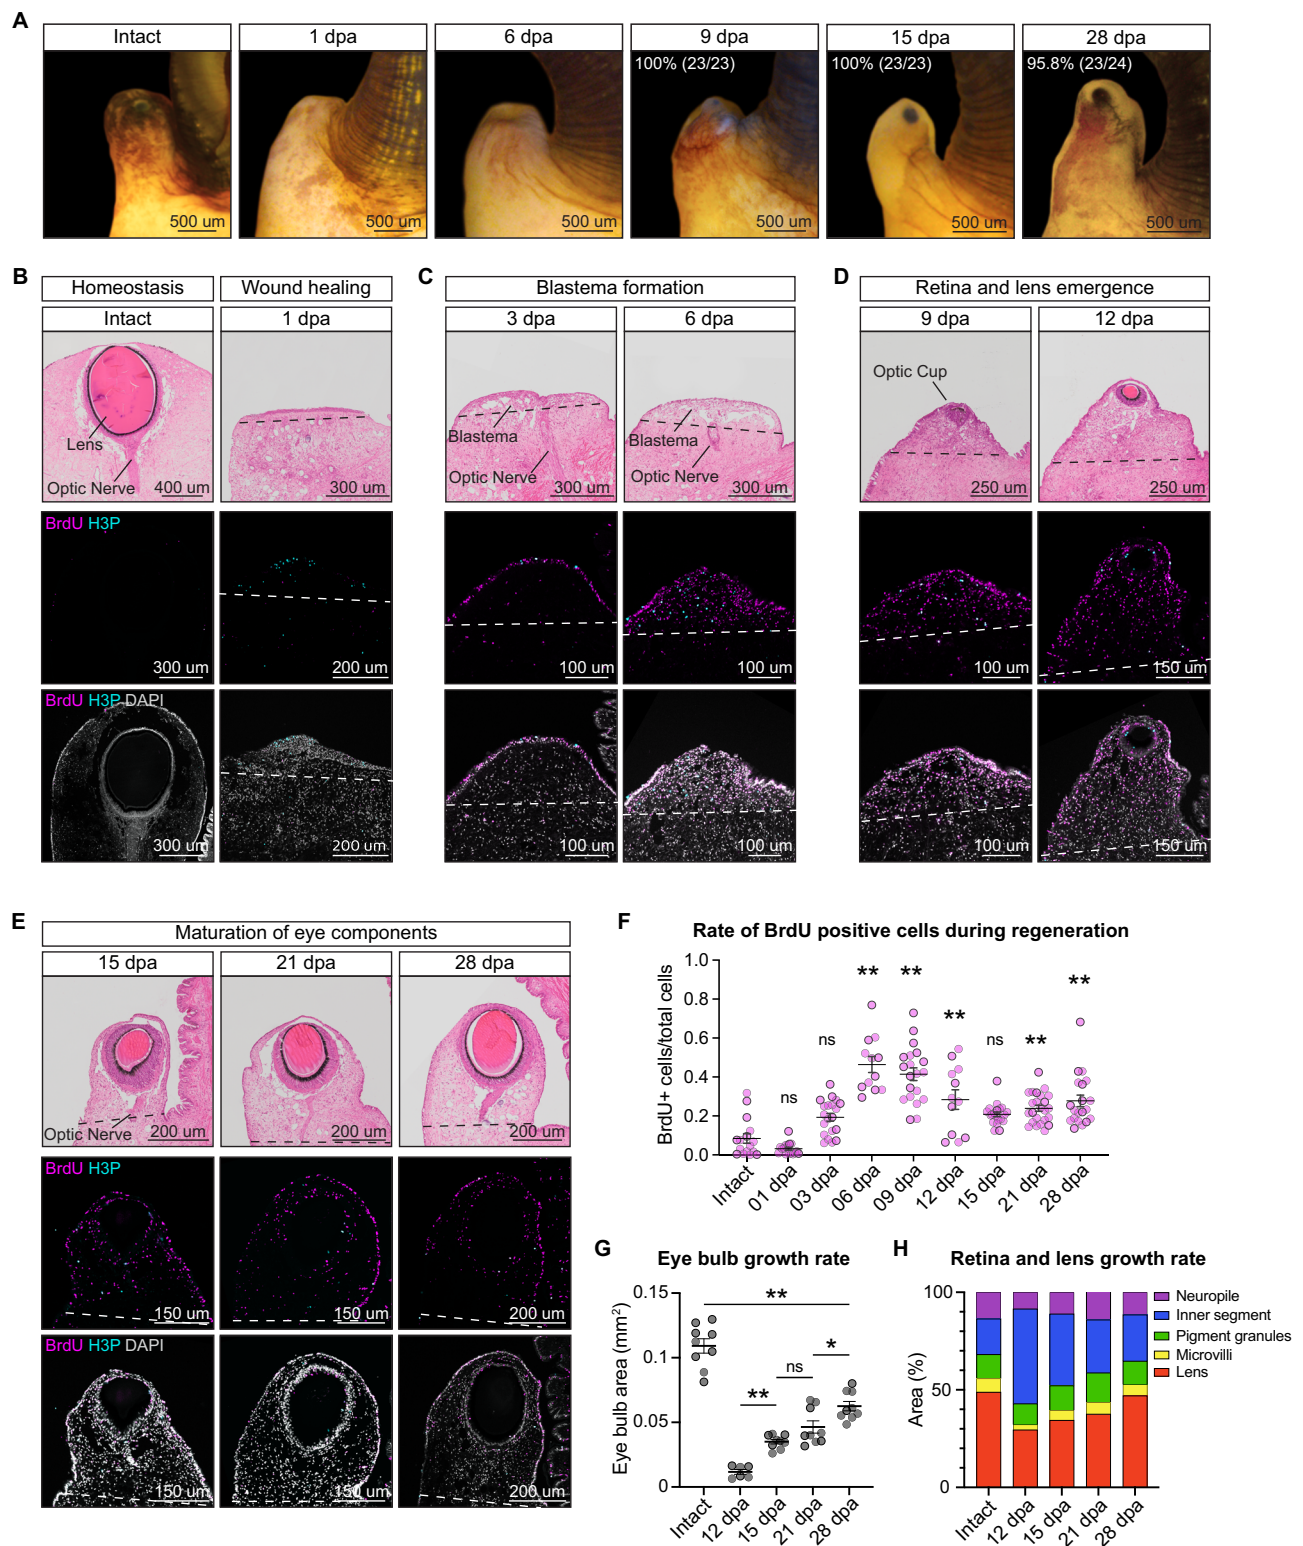 A
Intact
1 dpa
6 dpa
9 dpa
15 dpa
28 dpa
100% (23/23)
100% (23/23)
95.8% (23/24)
500 um
500 um
500 um
500 um
500 um
500 um
B
Homeostasis
Wound healing
Intact
1 dpa
Lens
Optic Nerve
400 um
300 um
BrdU H3P
300 um
200 um
BrdU H3P DAPI
300 um
200 um
C
Blastema formation
3 dpa
6 dpa
Blastema
Optic Nerve
300 um
Blastema
Optic Nerve
300 um
100 um
100 um
100 um
100 um
D
Retina and lens emergence
9 dpa
12 dpa
Optic Cup
250 um
250 um
100 um
150 um
100 um
150 um
E
Maturation of eye components
15 dpa
21 dpa
28 dpa
Optic Nerve
200 um
200 um
200 um
BrdU H3P
150 um
150 um
200 um
BrdU H3P DAPI
150 um
150 um
200 um
F
Rate of BrdU positive cells during regeneration
BrdU+ cells/total cells
1.0
0.8
0.6
0.4
0.2
0.0
ns
ns
**
**
**
ns
**
**
Intact
01 dpa
03 dpa
06 dpa
09 dpa
12 dpa
15 dpa
21 dpa
28 dpa
G
Eye bulb growth rate
Eye bulb area (mm²)
0.15
0.1
0.05
0
**
**
ns
*
Intact
12 dpa
15 dpa
21 dpa
28 dpa
H
Retina and lens growth rate
Area (%)
100
50
0
Intact
12 dpa
15 dpa
21 dpa
28 dpa
Neuropile
Inner segment
Pigment granules
Microvilli
Lens